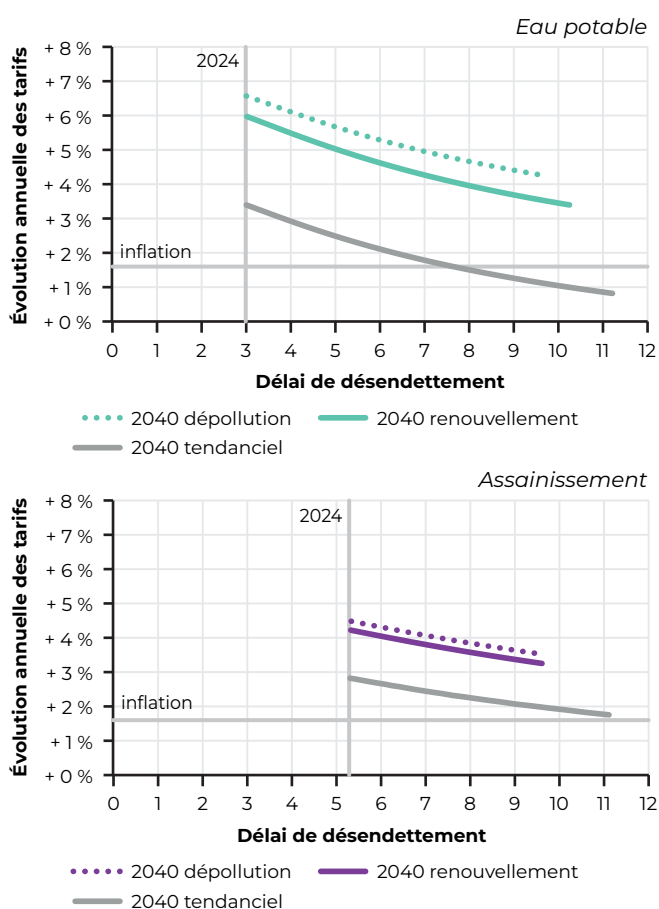 Eau potable
Évolution annuelle des tarifs
+ 8 %
+ 7 %
+ 6 %
+ 5 %
+ 4 %
+ 3 %
+ 2 %
+ 1 %
+ 0 %
2024
inflation
0 1 2 3 4 5 6 7 8 9 10 11 12
Délai de désendettement
2040 dépollution 2040 renouvellement
2040 tendanciel
Assainissement
Évolution annuelle des tarifs
+ 8 %
+ 7 %
+ 6 %
+ 5 %
+ 4 %
+ 3 %
+ 2 %
+ 1 %
+ 0 %
2024
inflation
0 1 2 3 4 5 6 7 8 9 10 11 12
Délai de désendettement
2040 dépollution 2040 renouvellement
2040 tendanciel